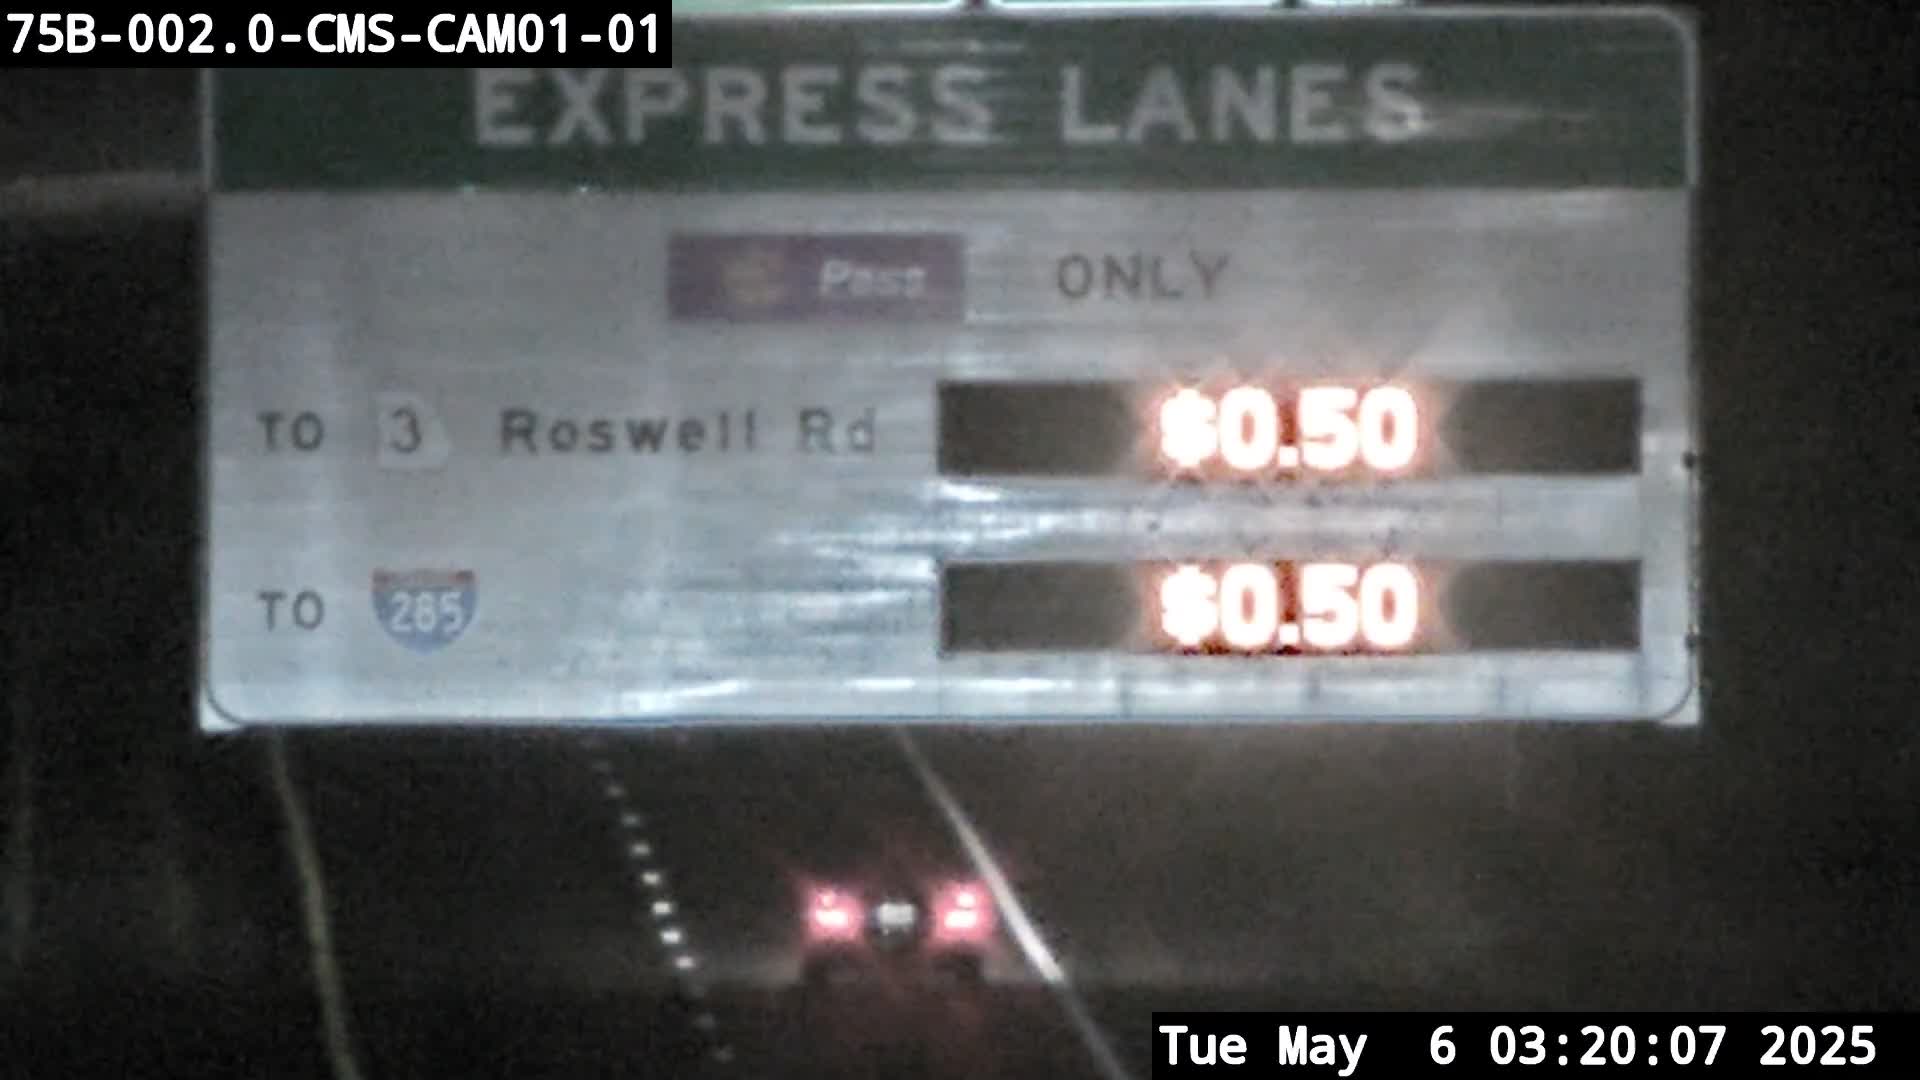 75B-002.0-CMS-CAM01-01
EXPRESS LANES
Pass ONLY
TO 3 Roswell Rd $0.50
TO 285 $0.50
Tue May 6 03:20:07 2025